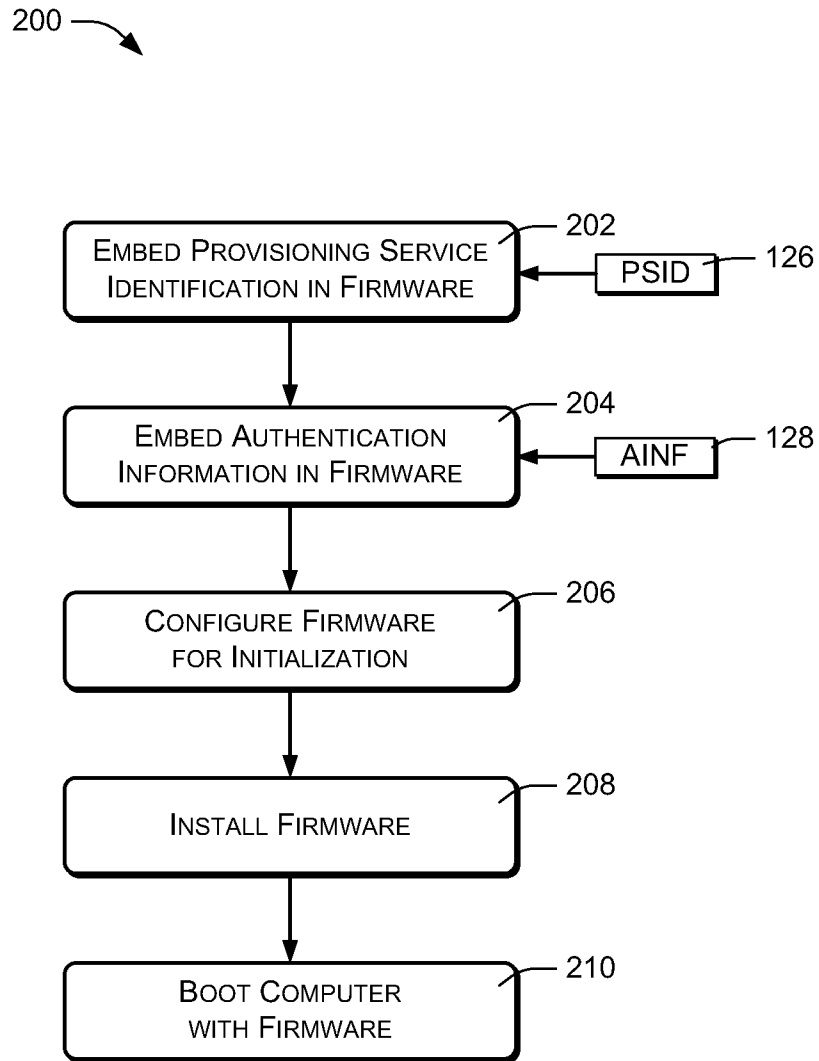 200
202
EMBED PROVISIONING SERVICE
IDENTIFICATION IN FIRMWARE
PSID
126
204
EMBED AUTHENTICATION
INFORMATION IN FIRMWARE
AINF
128
206
CONFIGURE FIRMWARE
FOR INITIALIZATION
208
INSTALL FIRMWARE
210
BOOT COMPUTER
WITH FIRMWARE